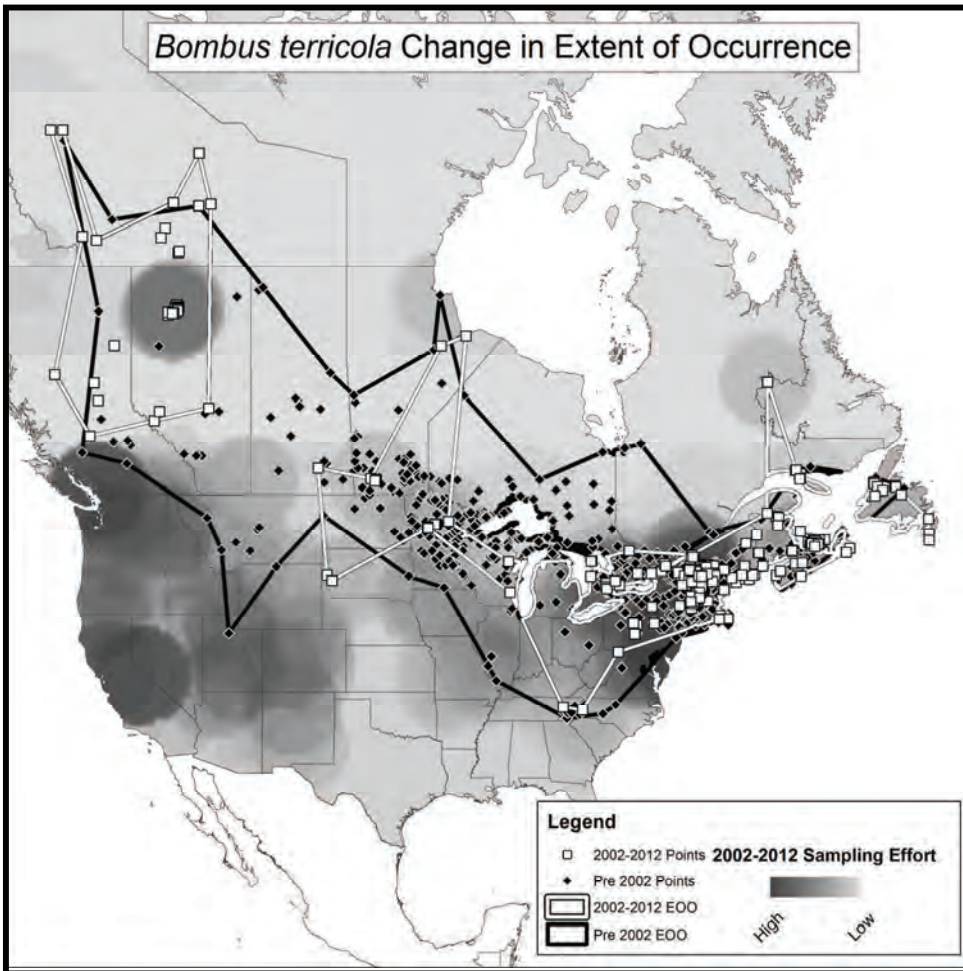 Bombus terricola Change in Extent of Occurrence
Legend
2002-2012 Points
Pre 2002 Points
2002-2012 EOO
Pre 2002 EOO
2002-2012 Sampling Effort
High
Low